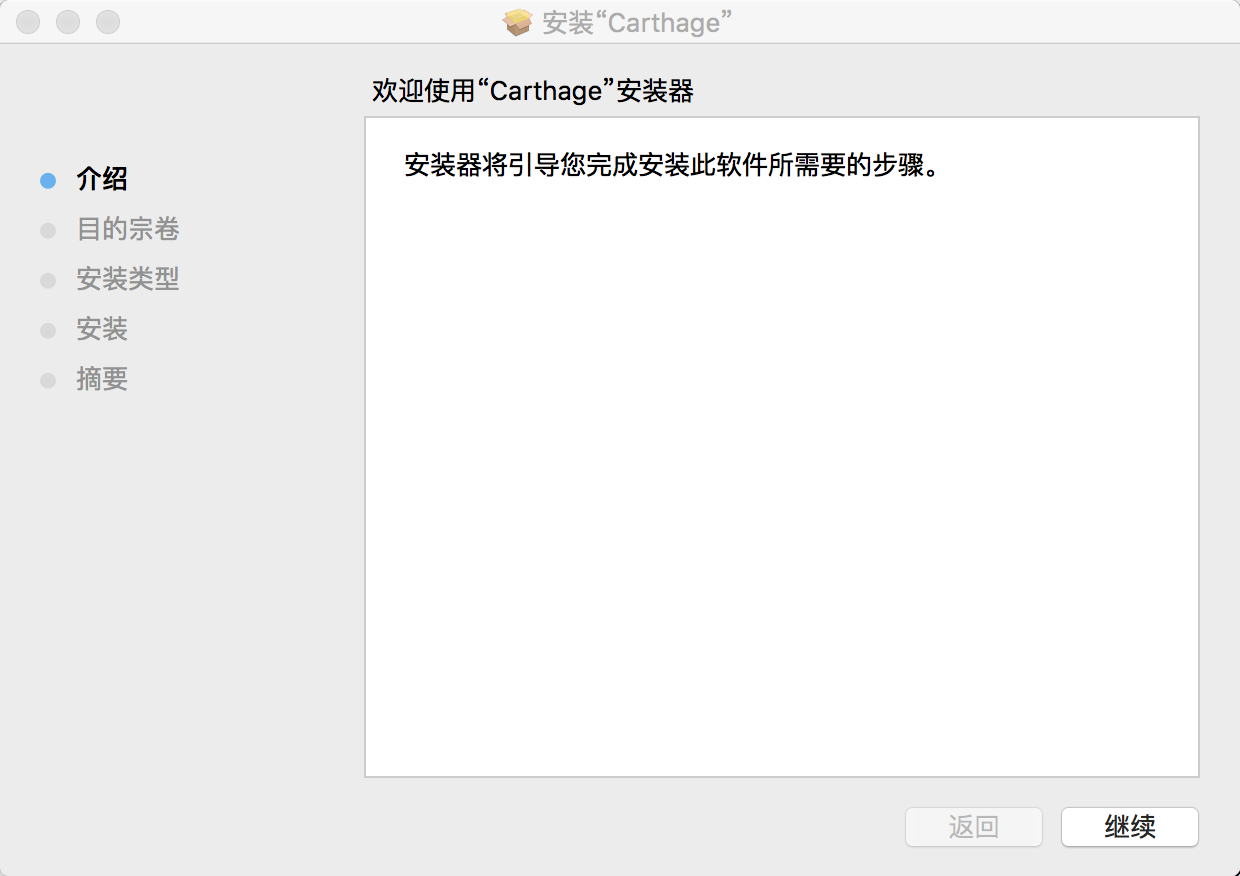 安装“Carthage”
欢迎使用“Carthage”安装器
安装器将引导您完成安装此软件所需要的步骤。
介绍
目的宗卷
安装类型
安装
摘要
返回
继续